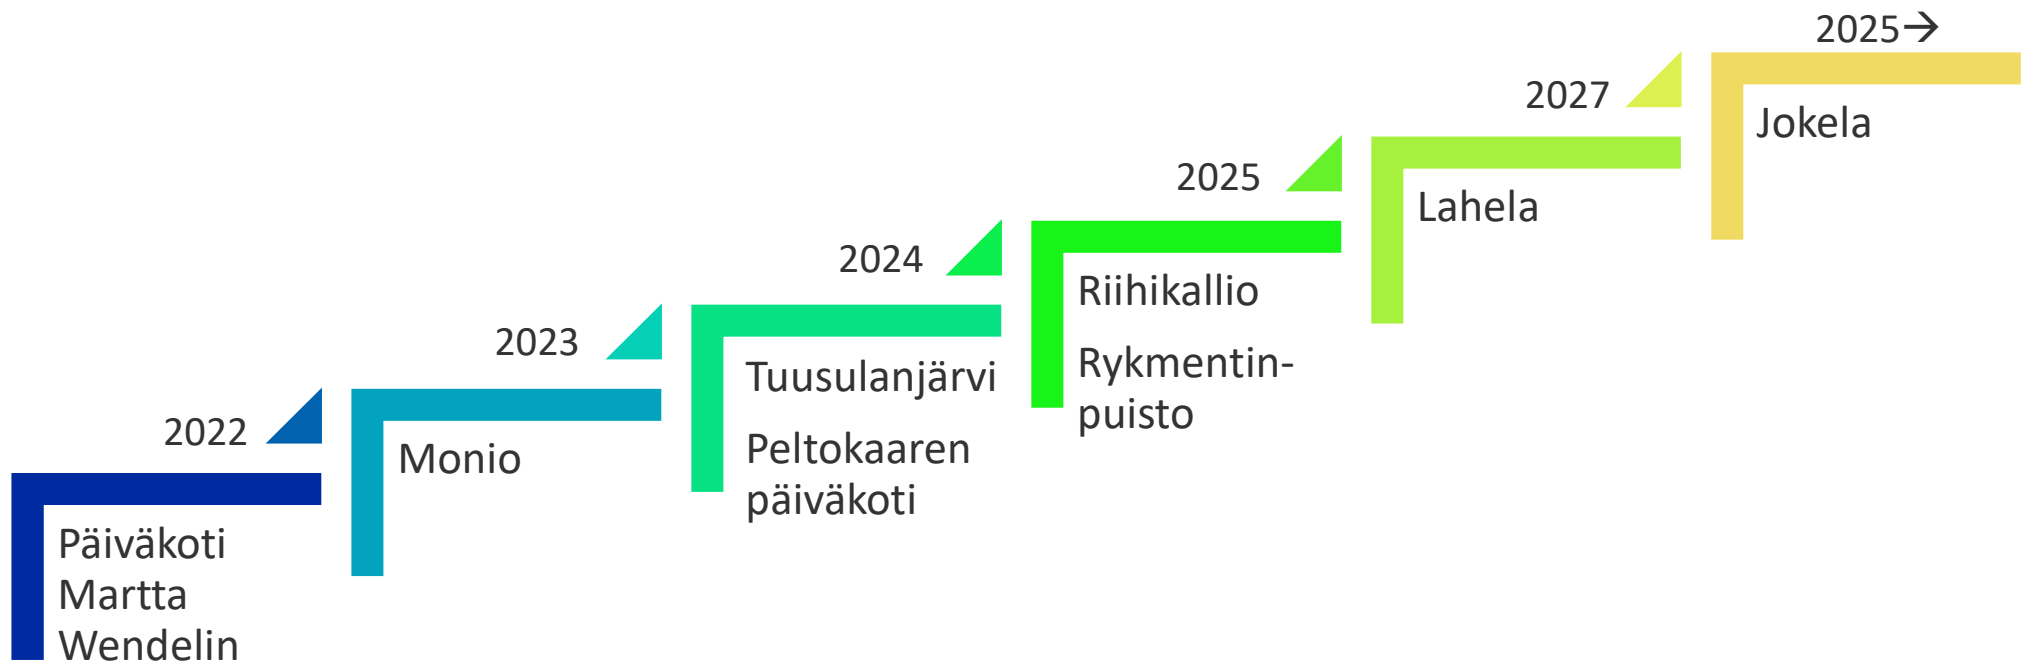 2022
Päiväkoti
Martta
Wendelin
2023
Monio
2024
Tuusulanjärvi
Peltokaaren
päiväkoti
2025
Riihikallio
Rykmentin-
puisto
2027
Lahela
2025→
Jokela